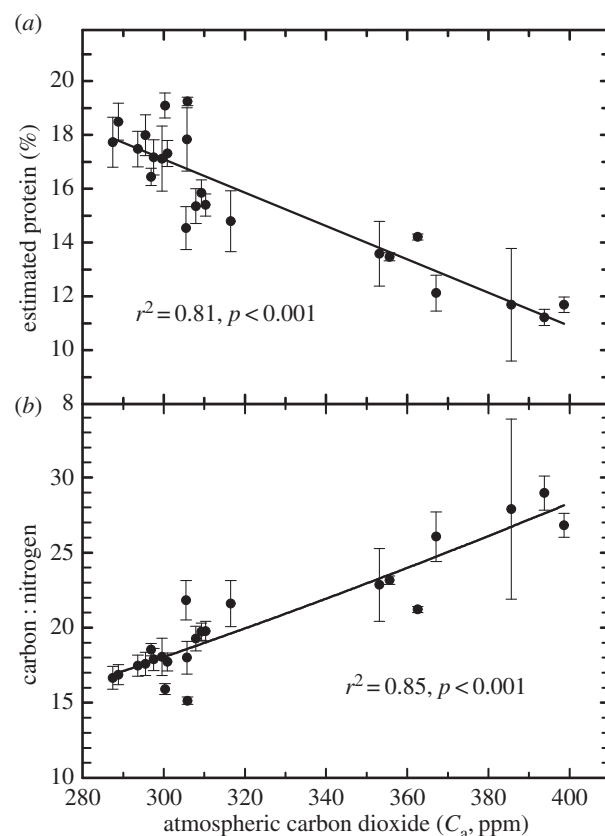 (a)
20
18
16
14
12
10
8
estimated protein (%)
r² = 0.81, p < 0.001
(b)
30
25
20
15
10
carbon : nitrogen
r² = 0.85, p < 0.001
280 300 320 340 360 380 400
atmospheric carbon dioxide (Cₐ, ppm)